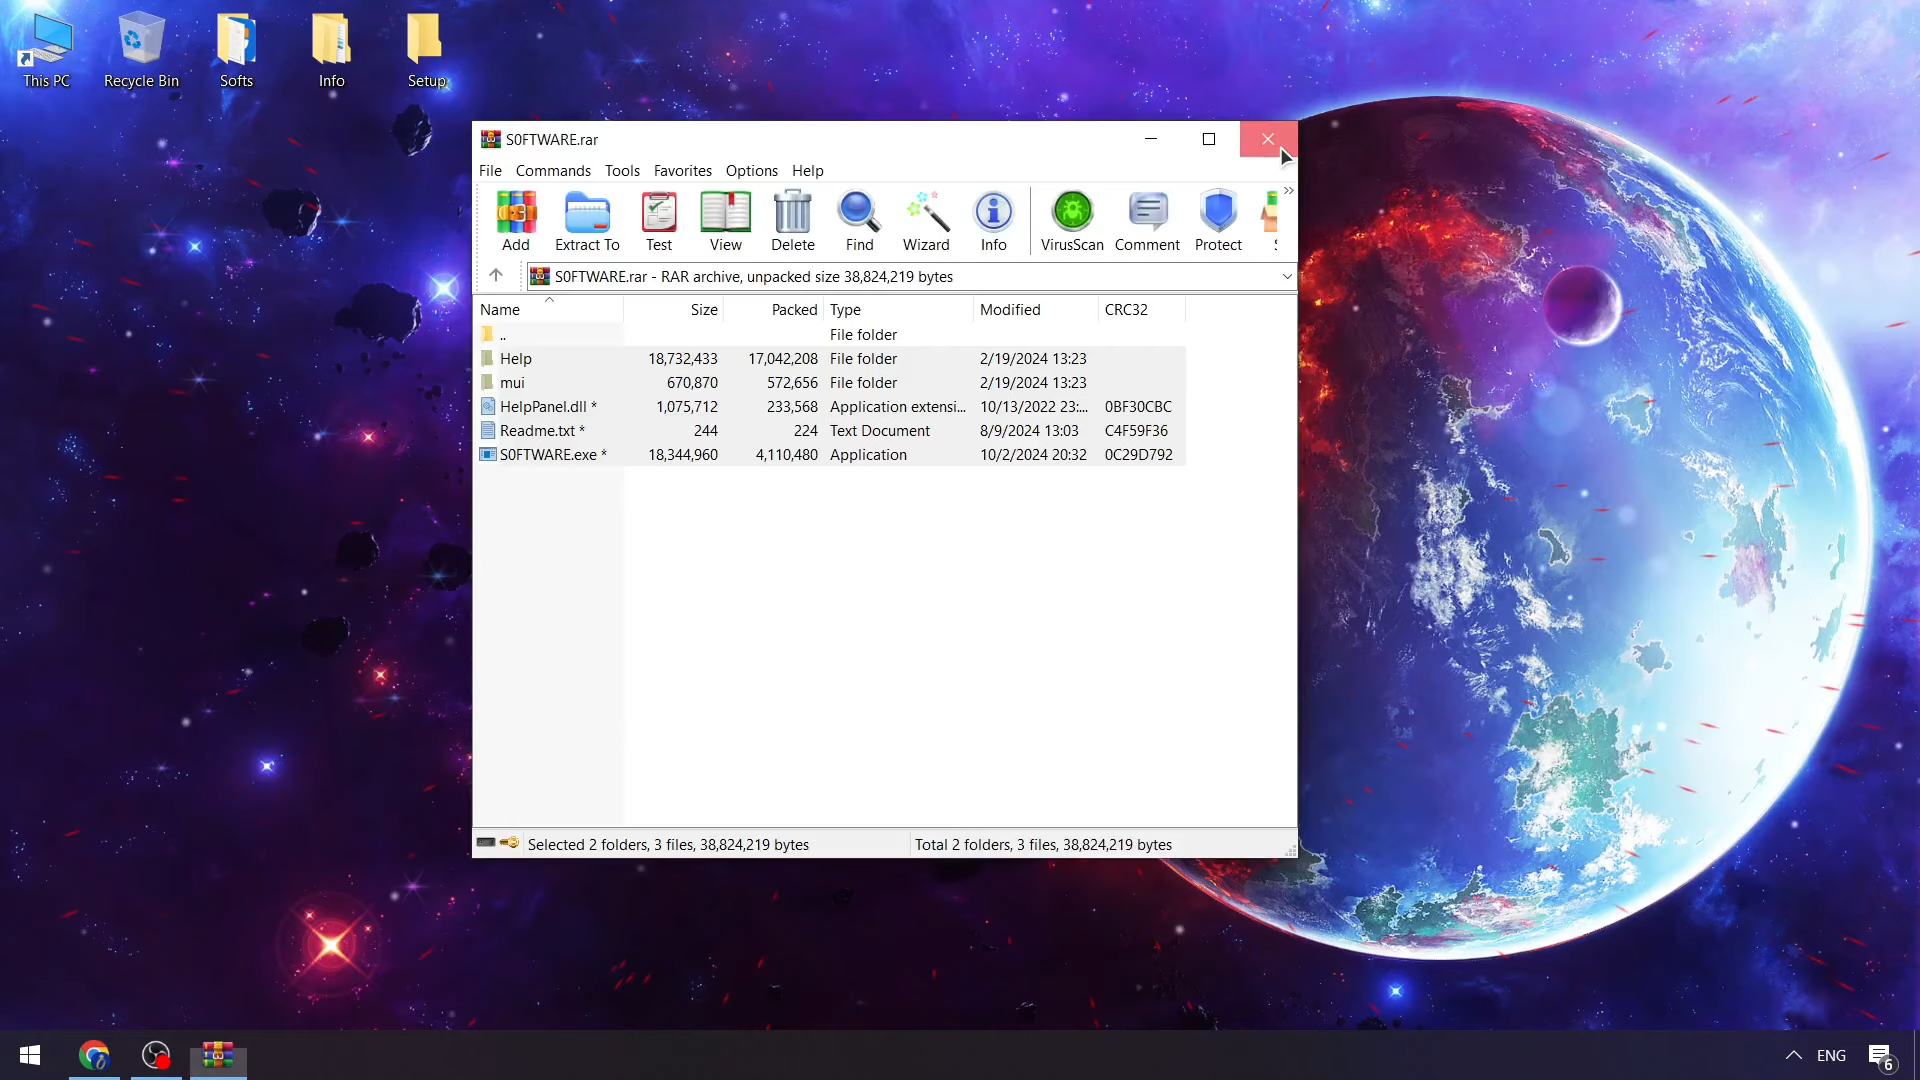 This PC
Recycle Bin
Softs
Info
Setup
S0FTWARE.rar
File Commands Tools Favorites Options Help
Add Extract To Test View Delete Find Wizard Info VirusScan Comment Protect
S0FTWARE.rar - RAR archive, unpacked size 38,824,219 bytes
Name Size Packed Type Modified CRC32
.. File folder
Help 18,732,433 17,042,208 File folder 2/19/2024 13:23
mui 670,870 572,656 File folder 2/19/2024 13:23
HelpPanel.dll * 1,075,712 233,568 Application extensi... 10/13/2022 23:... 0BF30CBC
Readme.txt * 244 224 Text Document 8/9/2024 13:03 C4F59F36
S0FTWARE.exe * 18,344,960 4,110,480 Application 10/2/2024 20:32 0C29D792
Selected 2 folders, 3 files, 38,824,219 bytes
Total 2 folders, 3 files, 38,824,219 bytes
ENG
6